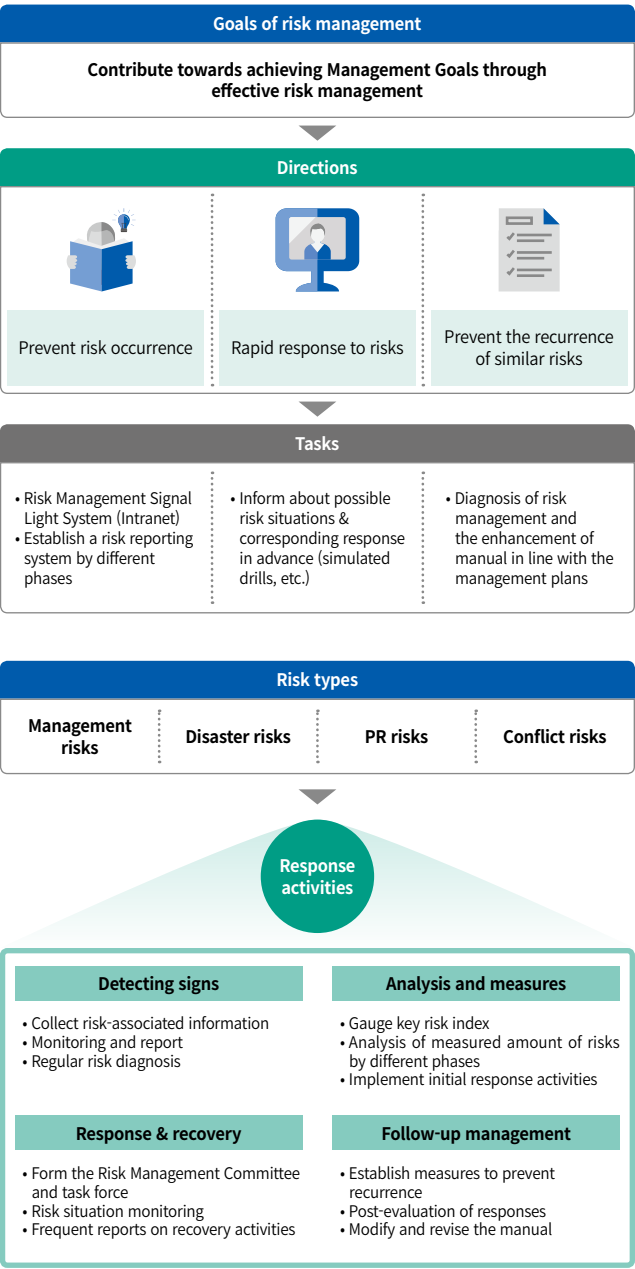 Goals of risk management
Contribute towards achieving Management Goals through
effective risk management
Directions
Prevent risk occurrence
Rapid response to risks
Prevent the recurrence
of similar risks
Tasks
• Risk Management Signal
Light System (Intranet)
• Establish a risk reporting
system by different
phases
• Inform about possible
risk situations &
corresponding response
in advance (simulated
drills, etc.)
• Diagnosis of risk
management and
the enhancement of
manual in line with the
management plans
Risk types
Management
risks
Disaster risks
PR risks
Conflict risks
Response
activities
Detecting signs
• Collect risk-associated information
• Monitoring and report
• Regular risk diagnosis
Analysis and measures
• Gauge key risk index
• Analysis of measured amount of risks
by different phases
• Implement initial response activities
Response & recovery
• Form the Risk Management Committee
and task force
• Risk situation monitoring
• Frequent reports on recovery activities
Follow-up management
• Establish measures to prevent
recurrence
• Post-evaluation of responses
• Modify and revise the manual